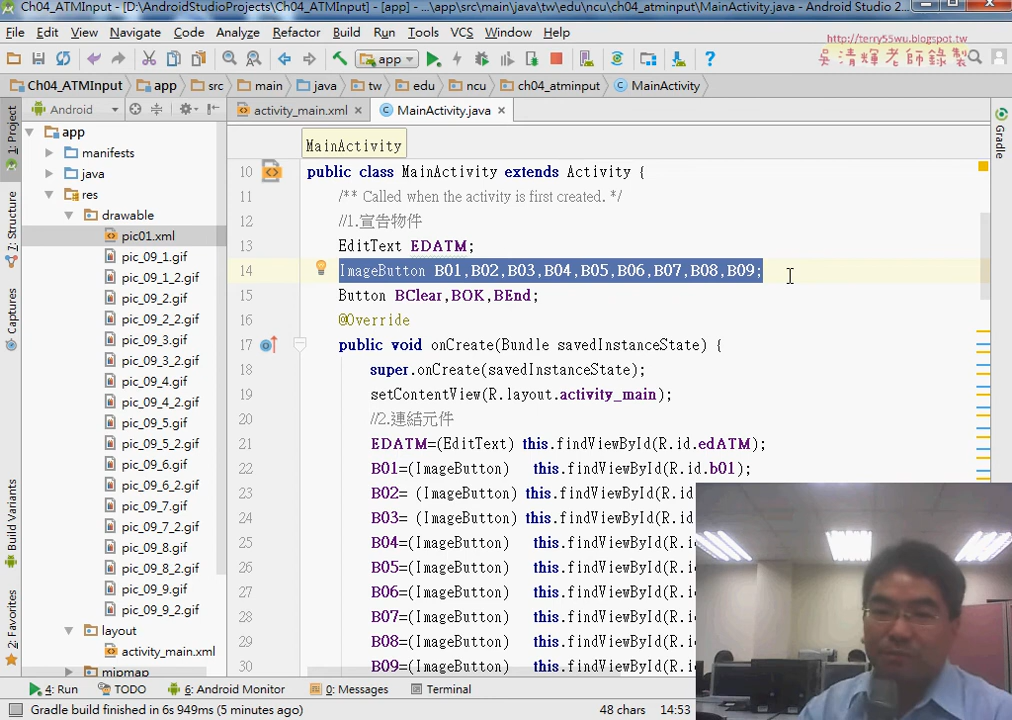 Ch04_ATMInput - [D:\AndroidStudioProjects\Ch04_ATMInput] - [app] - ...\app\src\main\java\tw\edu\ncu\ch04_atminput\MainActivity.java - Android Studio 2...
File Edit View Navigate Code Analyze Refactor Build Run Tools VCS Window Help
http://terry55wu.blogspot.tw
吳清輝老師錄製
app
Ch04_ATMInput app src main java tw edu ncu ch04_atminput MainActivity
Android
activity_main.xml
MainActivity.java
1: Project
7: Structure
Captures
Build Variants
2: Favorites
Gradle
app
manifests
java
res
drawable
pic01.xml
pic_09_1.gif
pic_09_1_2.gif
pic_09_2.gif
pic_09_2_2.gif
pic_09_3.gif
pic_09_3_2.gif
pic_09_4.gif
pic_09_4_2.gif
pic_09_5.gif
pic_09_5_2.gif
pic_09_6.gif
pic_09_6_2.gif
pic_09_7.gif
pic_09_7_2.gif
pic_09_8.gif
pic_09_8_2.gif
pic_09_9.gif
pic_09_9_2.gif
layout
activity_main.xml
mipmap
MainActivity
10 public class MainActivity extends Activity {
11 /** Called when the activity is first created. */
12 //1.宣告物件
13 EditText EDATM;
14 ImageButton B01,B02,B03,B04,B05,B06,B07,B08,B09;
15 Button BClear,BOK,BEnd;
16 @Override
17 public void onCreate(Bundle savedInstanceState) {
18 super.onCreate(savedInstanceState);
19 setContentView(R.layout.activity_main);
20 //2.連結元件
21 EDATM=(EditText) this.findViewById(R.id.edATM);
22 B01=(ImageButton) this.findViewById(R.id.b01);
23 B02= (ImageButton) this.findViewById(R.id
24 B03= (ImageButton) this.findViewById(R.id
25 B04=(ImageButton) this.findViewById(R.i
26 B05=(ImageButton) this.findViewById(R.i
27 B06=(ImageButton) this.findViewById(R.i
28 B07=(ImageButton) this.findViewById(R.i
29 B08=(ImageButton) this.findViewById(R.i
30 B09=(ImageButton) this.findViewById(R.i
4: Run TODO 6: Android Monitor 0: Messages Terminal
Gradle build finished in 6s 949ms (5 minutes ago)
48 chars 14:53